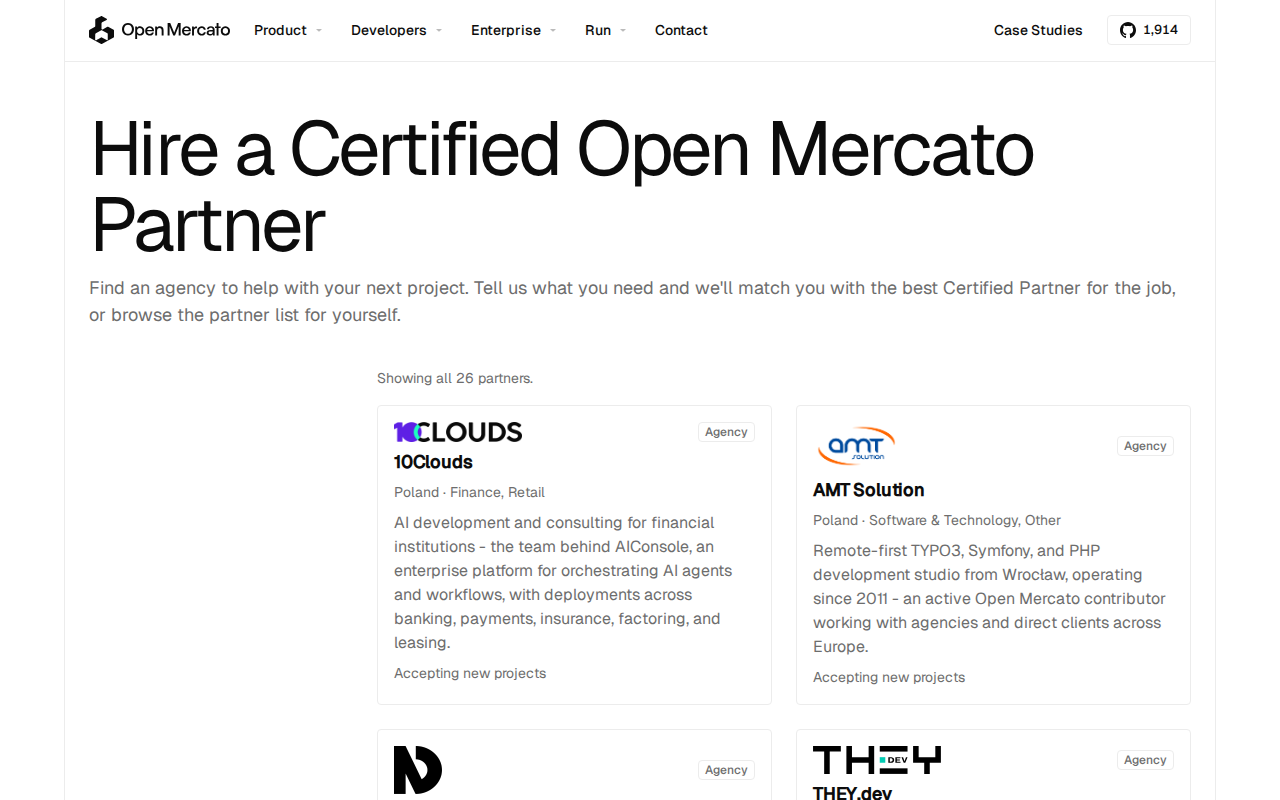 Open Mercato
Product
Developers
Enterprise
Run
Contact
Case Studies
1,914
Hire a Certified Open Mercato
Partner
Find an agency to help with your next project. Tell us what you need and we'll match you with the best Certified Partner for the job,
or browse the partner list for yourself.
Showing all 26 partners.
10CLOUDS
Agency
10Clouds
Poland · Finance, Retail
AI development and consulting for financial
institutions - the team behind AIConsole, an
enterprise platform for orchestrating AI agents
and workflows, with deployments across
banking, payments, insurance, factoring, and
leasing.
Accepting new projects
amt
SOLUTION
Agency
AMT Solution
Poland · Software & Technology, Other
Remote-first TYPO3, Symfony, and PHP
development studio from Wrocław, operating
since 2011 - an active Open Mercato contributor
working with agencies and direct clients across
Europe.
Accepting new projects
ND
Agency
THEY
DEV
Agency
THEY.dev